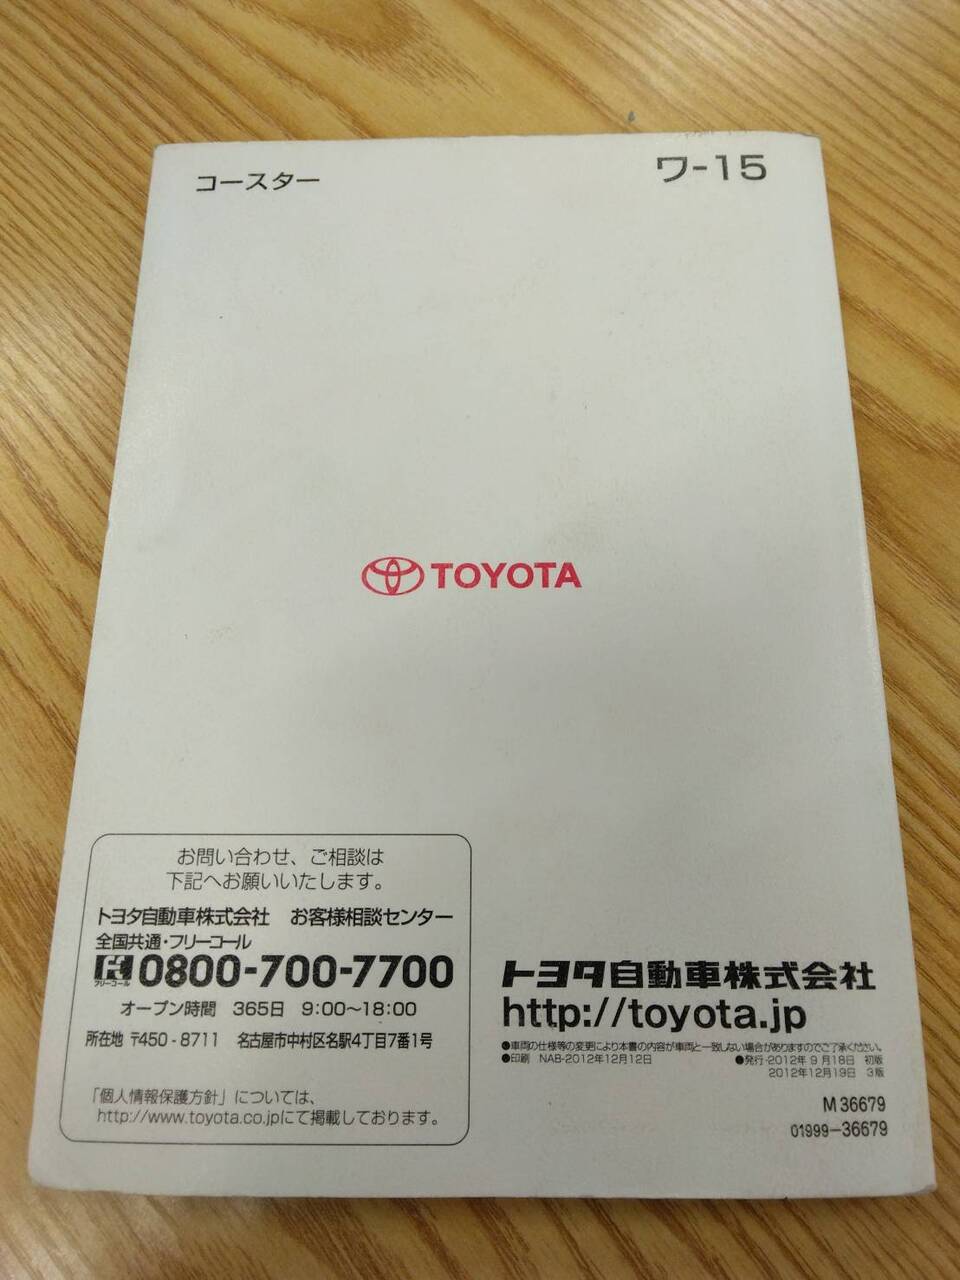 コースター
ワ-15
TOYOTA
お問い合わせ、ご相談は
下記へお願いいたします。
トヨタ自動車株式会社 お客様相談センター
全国共通・フリーコール
フリーコール 0800-700-7700
オープン時間 365日 9:00〜18:00
所在地 〒450-8711 名古屋市中村区名駅4丁目7番1号
「個人情報保護方針」については、
http://www.toyota.co.jpにて掲載しております。
トヨタ自動車株式会社
http://toyota.jp
●車両の仕様等の変更により本書の内容が車両と一致しない場合がありますのでご了承ください。
●印刷 NAB-2012年12月12日 ●発行・2012年9月18日 初版
2012年12月19日 3版
M 36679
01999-36679